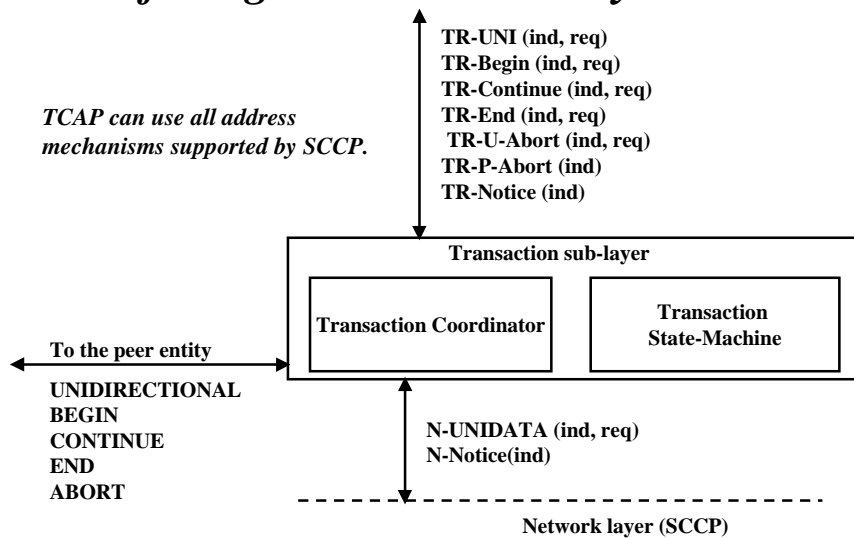 TR-UNI (ind, req)
TR-Begin (ind, req)
TR-Continue (ind, req)
TR-End (ind, req)
TR-U-Abort (ind, req)
TR-P-Abort (ind)
TR-Notice (ind)
TCAP can use all address
mechanisms supported by SCCP.
Transaction sub-layer
Transaction Coordinator
Transaction
State-Machine
To the peer entity
UNIDIRECTIONAL
BEGIN
CONTINUE
END
ABORT
N-UNIDATA (ind, req)
N-Notice(ind)
Network layer (SCCP)